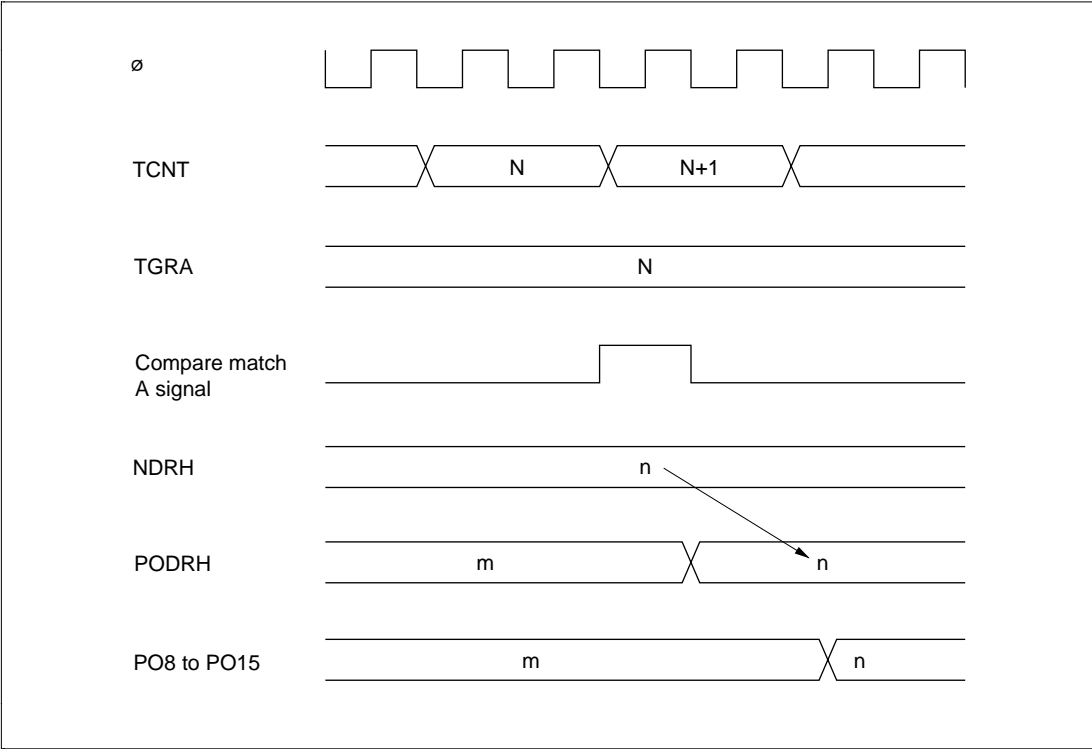 ø
TCNT
N
N+1
TGRA
N
Compare match
A signal
NDRH
n
PODRH
m
n
PO8 to PO15
m
n